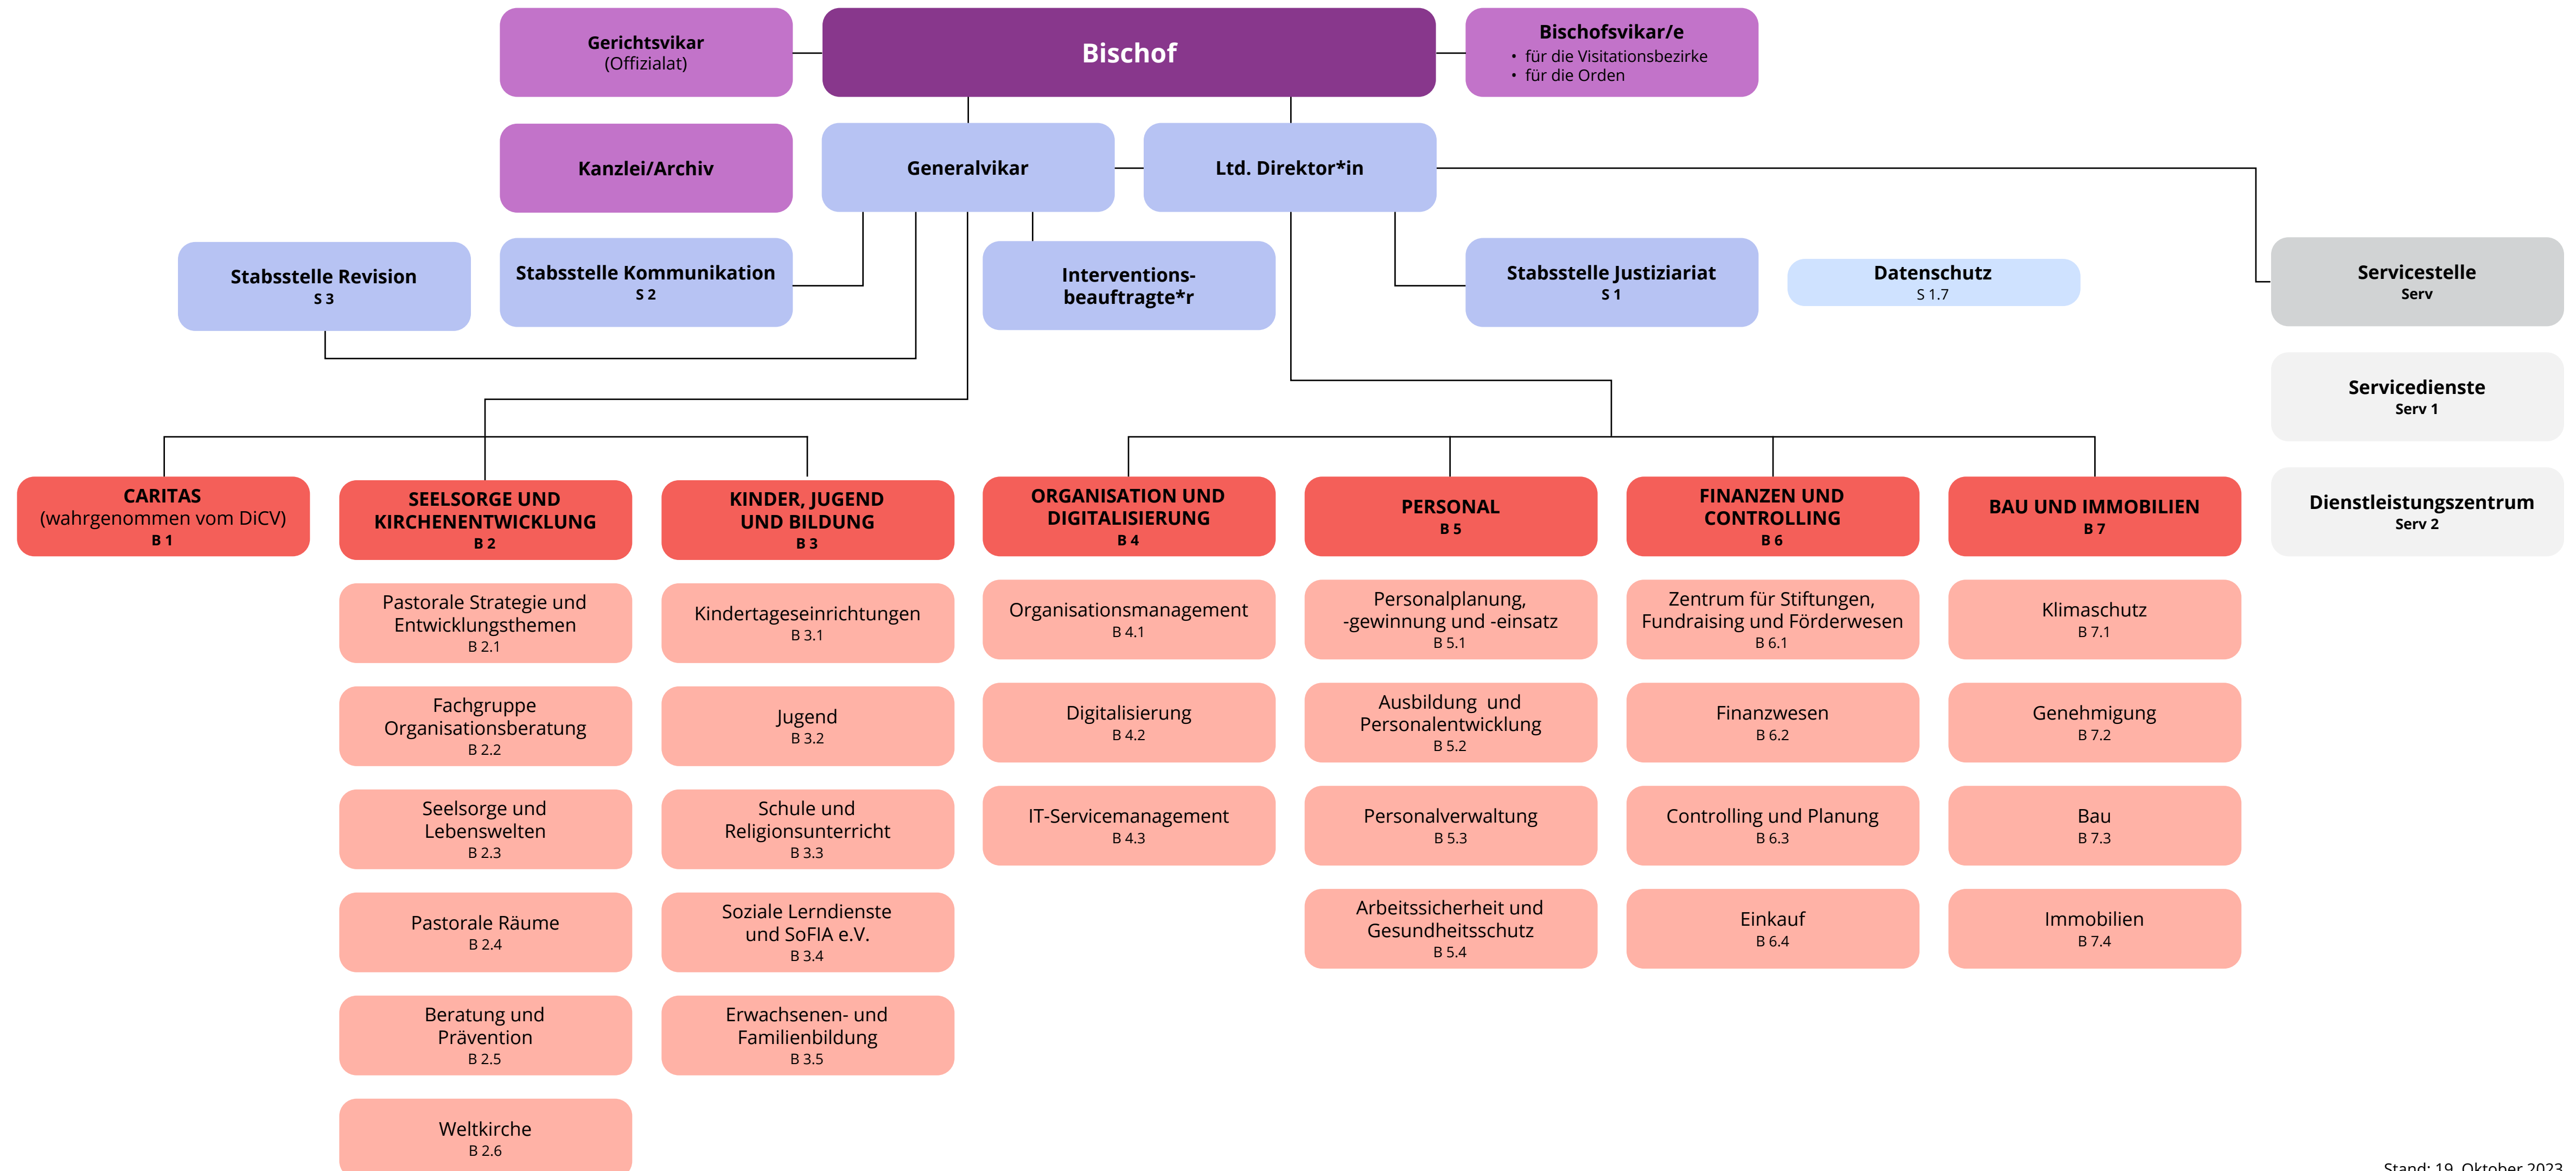 Gerichtsvikar
(Offizialat)
Bischof
Bischofsvikar/e
• für die Visitationsbezirke
• für die Orden
Kanzlei/Archiv
Generalvikar
Ltd. Direktor*in
Stabsstelle Revision
S 3
Stabsstelle Kommunikation
S 2
Interventions-
beauftragte*r
Stabsstelle Justiziariat
S 1
Datenschutz
S 1.7
Servicestelle
Serv
Servicedienste
Serv 1
Dienstleistungszentrum
Serv 2
CARITAS
(wahrgenommen vom DiCV)
B 1
SEELSORGE UND
KIRCHENENTWICKLUNG
B 2
Pastorale Strategie und
Entwicklungsthemen
B 2.1
Fachgruppe
Organisationsberatung
B 2.2
Seelsorge und
Lebenswelten
B 2.3
Pastorale Räume
B 2.4
Beratung und
Prävention
B 2.5
Weltkirche
B 2.6
KINDER, JUGEND
UND BILDUNG
B 3
Kindertageseinrichtungen
B 3.1
Jugend
B 3.2
Schule und
Religionsunterricht
B 3.3
Soziale Lerndienste
und SoFIA e.V.
B 3.4
Erwachsenen- und
Familienbildung
B 3.5
ORGANISATION UND
DIGITALISIERUNG
B 4
Organisationsmanagement
B 4.1
Digitalisierung
B 4.2
IT-Servicemanagement
B 4.3
PERSONAL
B 5
Personalplanung,
-gewinnung und -einsatz
B 5.1
Ausbildung und
Personalentwicklung
B 5.2
Personalverwaltung
B 5.3
Arbeitssicherheit und
Gesundheitsschutz
B 5.4
FINANZEN UND
CONTROLLING
B 6
Zentrum für Stiftungen,
Fundraising und Förderwesen
B 6.1
Finanzwesen
B 6.2
Controlling und Planung
B 6.3
Einkauf
B 6.4
BAU UND IMMOBILIEN
B 7
Klimaschutz
B 7.1
Genehmigung
B 7.2
Bau
B 7.3
Immobilien
B 7.4
Stand: 19. Oktober 2023